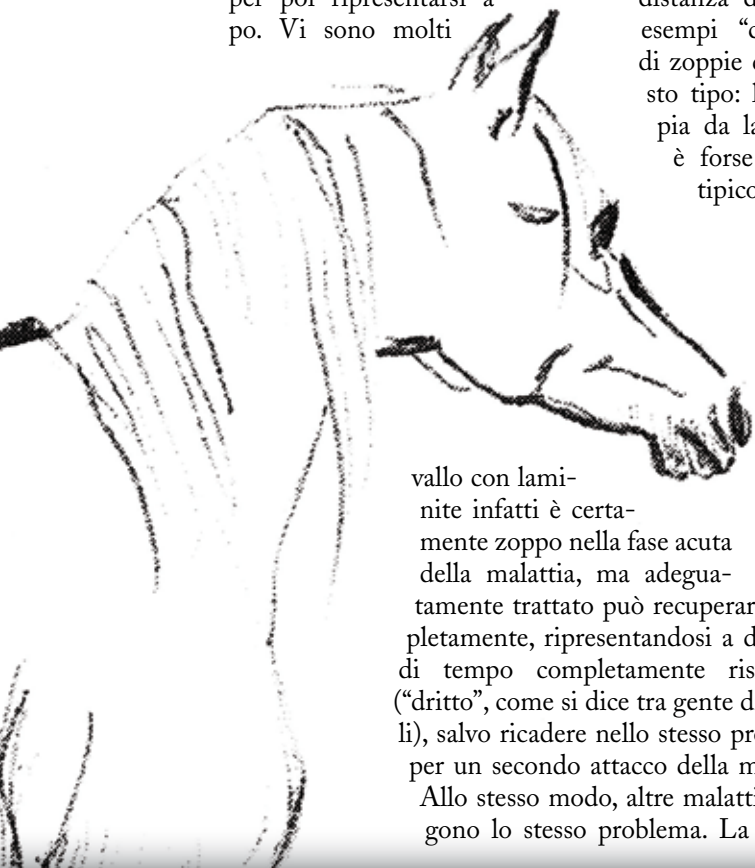 per poi ripresentarsi a
po. Vi sono molti
distanza d
esempi “
di zoppie
sto tipo:
pia da la
è forse
tipico
vallo con lami-
nite infatti è certa-
mente zoppo nella fase acuta
della malattia, ma adegua-
tamente trattato può recuperar
pletamente, ripresentandosi a d
di tempo completamente ris
(“dritto”, come si dice tra gente d
li), salvo ricadere nello stesso pr
per un secondo attacco della m
Allo stesso modo, altre malatti
gono lo stesso problema. La